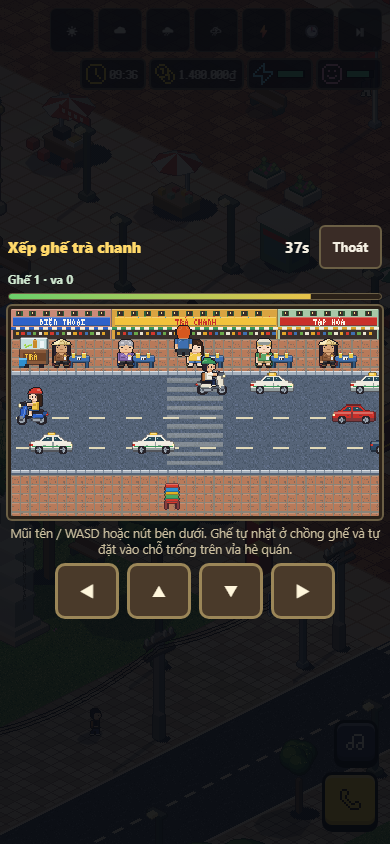 09:36
1.480.000₫
Xếp ghế trà chanh
37s
Thoát
Ghế 1 · va 0
ĐIỆN THOẠI
TRÀ CHANH
TẠP HÓA
TRÀ
Mũi tên / WASD hoặc nút bên dưới. Ghế tự nhặt ở chồng ghế và tự
đặt vào chỗ trống trên vỉa hè quán.